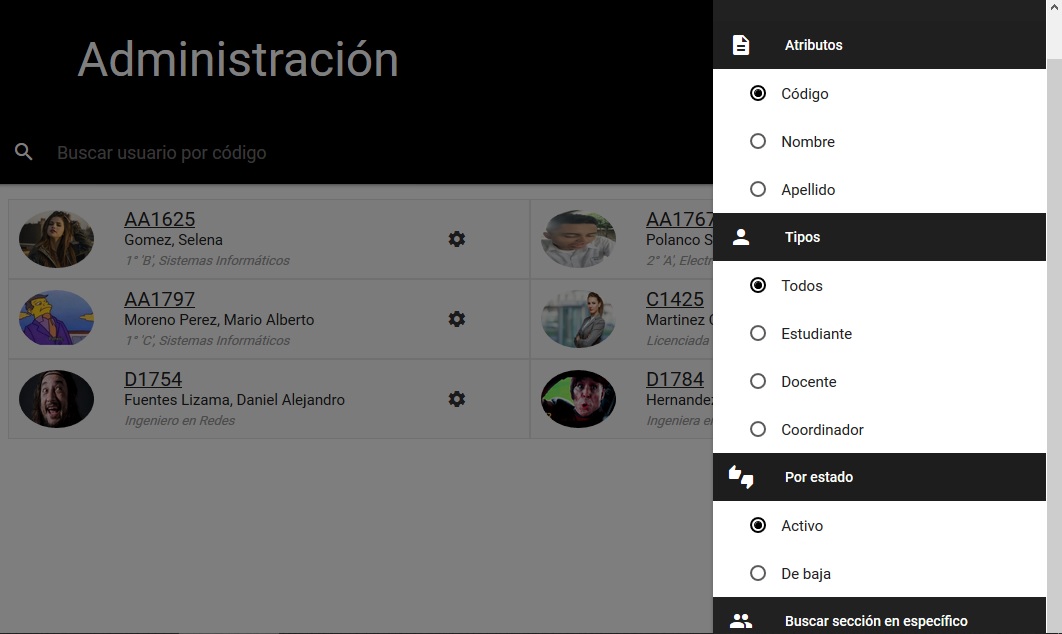 Administración
Buscar usuario por código
AA1625
Gomez, Selena
1° 'B', Sistemas Informáticos
AA1767
Polanco S
2° 'A', Electr
AA1797
Moreno Perez, Mario Alberto
1° 'C', Sistemas Informáticos
C1425
Martinez C
Licenciada
D1754
Fuentes Lizama, Daniel Alejandro
Ingeniero en Redes
D1784
Hernandez
Ingeniera e
Atributos
Código
Nombre
Apellido
Tipos
Todos
Estudiante
Docente
Coordinador
Por estado
Activo
De baja
Buscar sección en específico